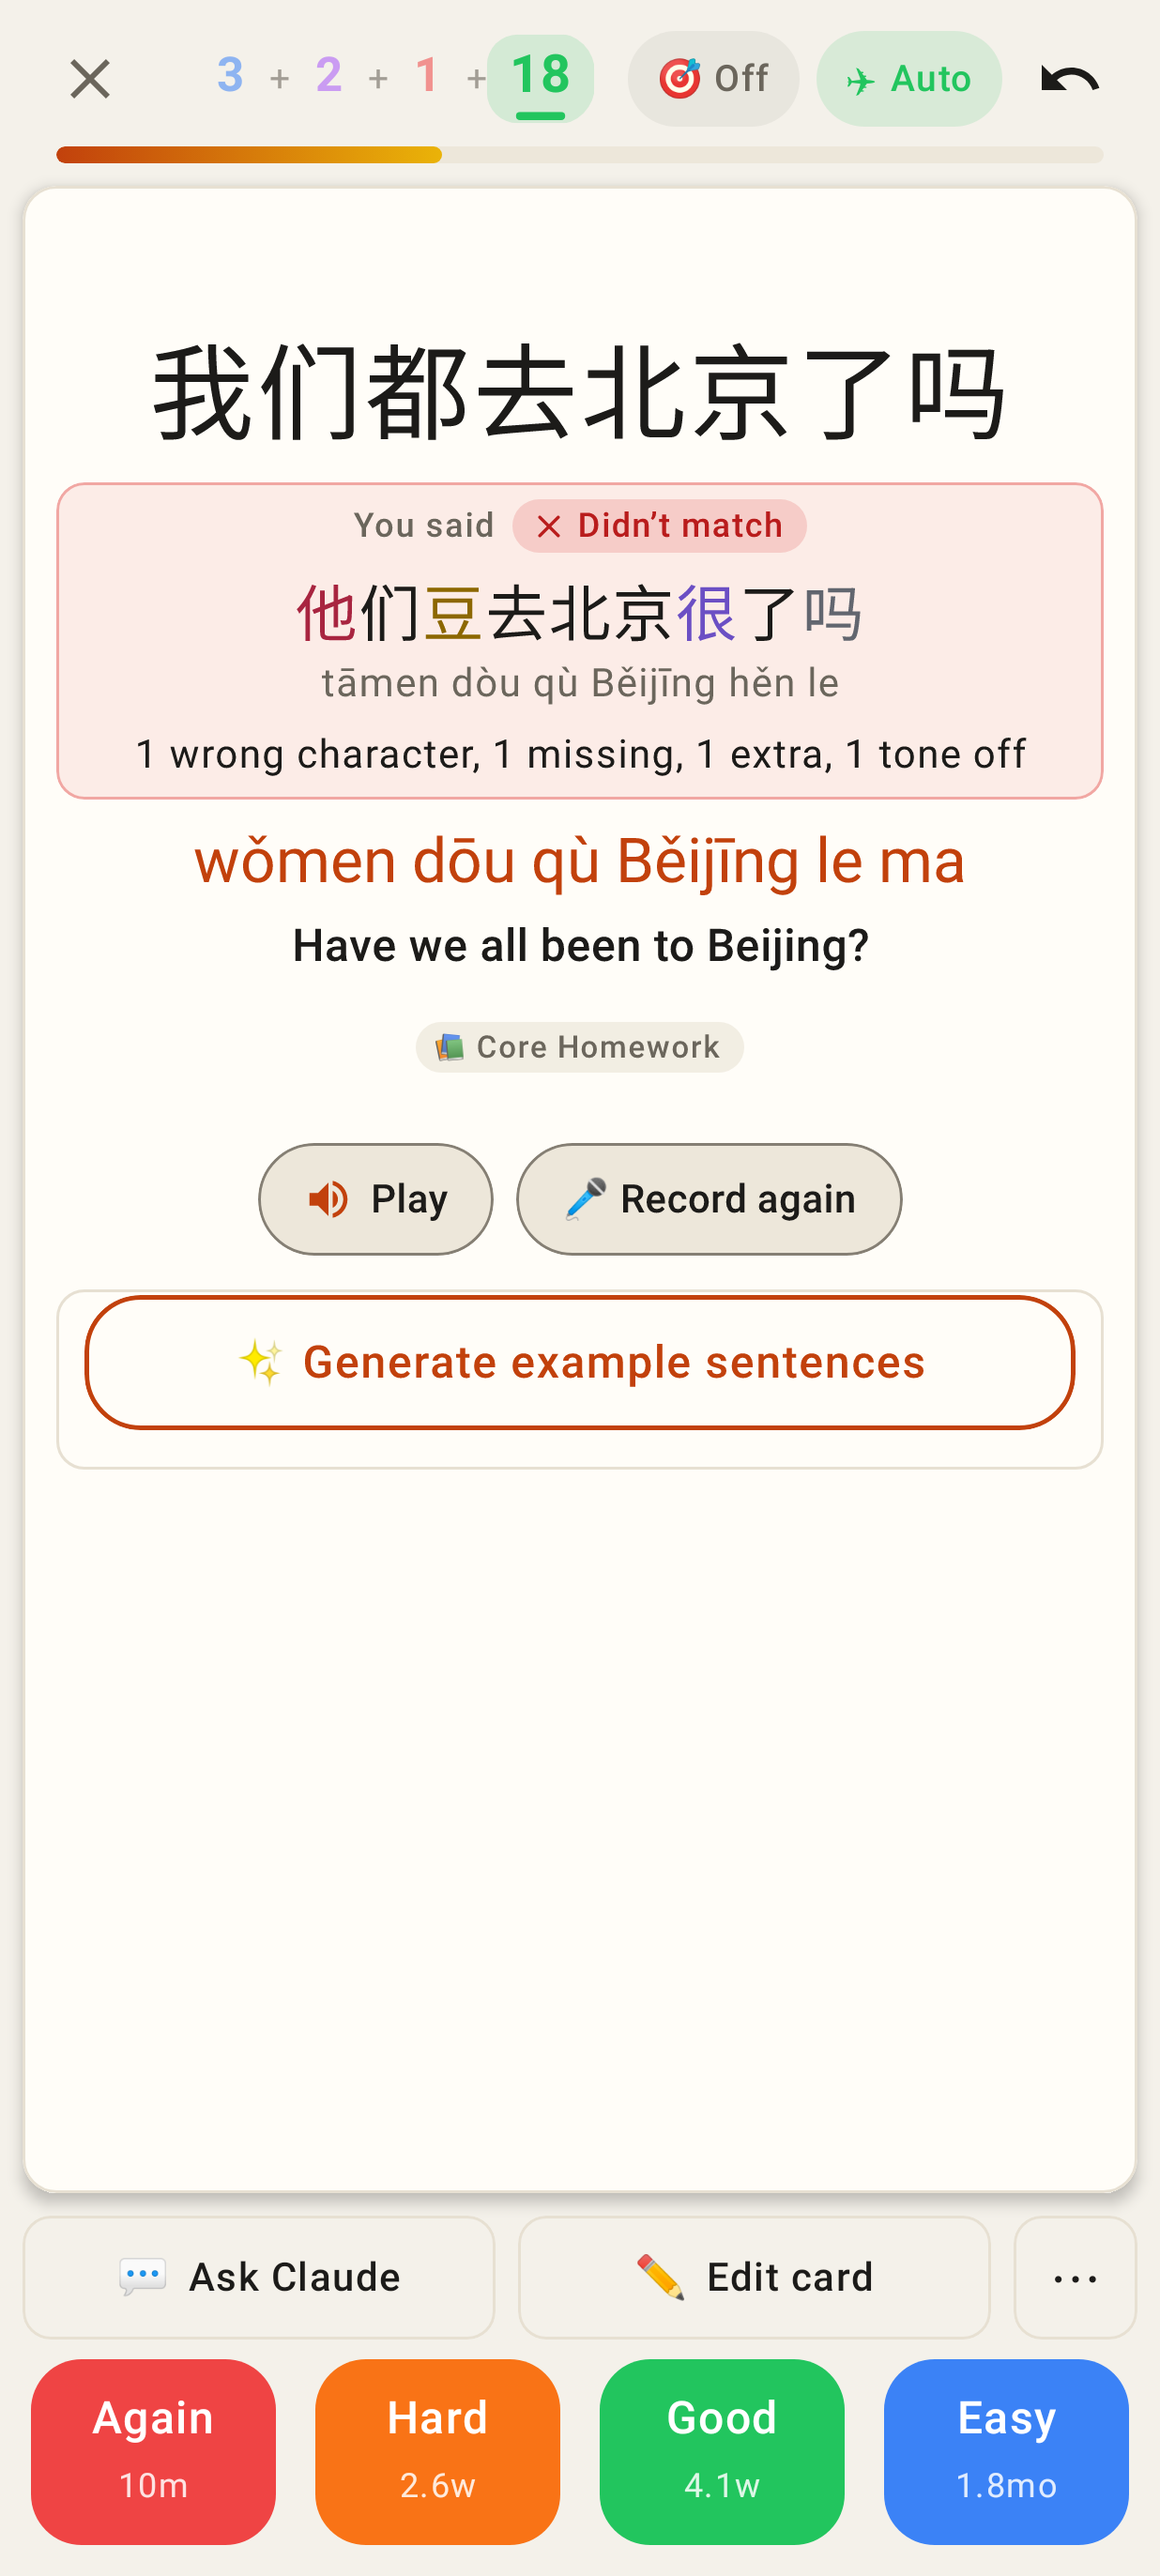 3 + 2 + 1 + 18 Off Auto
我们都去北京了吗
You said Didn’t match
他们豆去北京很了吗
tāmen dòu qù Běijīng hěn le
1 wrong character, 1 missing, 1 extra, 1 tone off
wǒmen dōu qù Běijīng le ma
Have we all been to Beijing?
Core Homework
Play Record again
Generate example sentences
Ask Claude Edit card ...
Again Hard Good Easy
10m 2.6w 4.1w 1.8mo